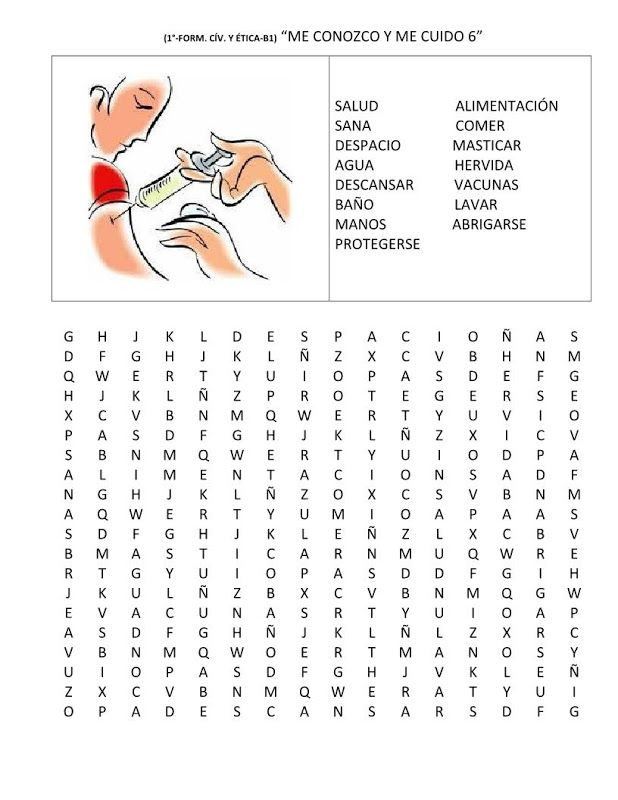 (1°-FORM. CÍV. Y ÉTICA-B1) “ME CONOZCO Y ME CUIDO 6”
SALUD ALIMENTACIÓN
SANA COMER
DESPACIO MASTICAR
AGUA HERVIDA
DESCANSAR VACUNAS
BAÑO LAVAR
MANOS ABRIGARSE
PROTEGERSE
G H J K L D E S P A C I O Ñ A S
D F G H J K L Ñ Z X C V B H N M
Q W E R T Y U I O P A S D E F G
H J K L Ñ Z P R O T E G E R S E
X C V B N M Q W E R T Y U V I O
P A S D F G H J K L Ñ Z X I C V
S B N M Q W E R T Y U I O D P A
A L I M E N T A C I O N S A D F
N G H J K L Ñ Z O X C S V B N M
A Q W E R T Y U M I O A P A A S
S D F G H J K L E Ñ Z L X C B V
B M A S T I C A R N M U Q W R E
R T G Y U I O P A S D D F G I H
J K U L Ñ Z B X C V B N M Q G W
E V A C U N A S R T Y U I O A P
A S D F G H Ñ J K L Ñ L Z X R C
V B N M Q W O E R T M A N O S Y
U I O P A S D F G H J V K L E Ñ
Z X C V B N M Q W E R A T Y U I
O P A D E S C A N S A R S D F G